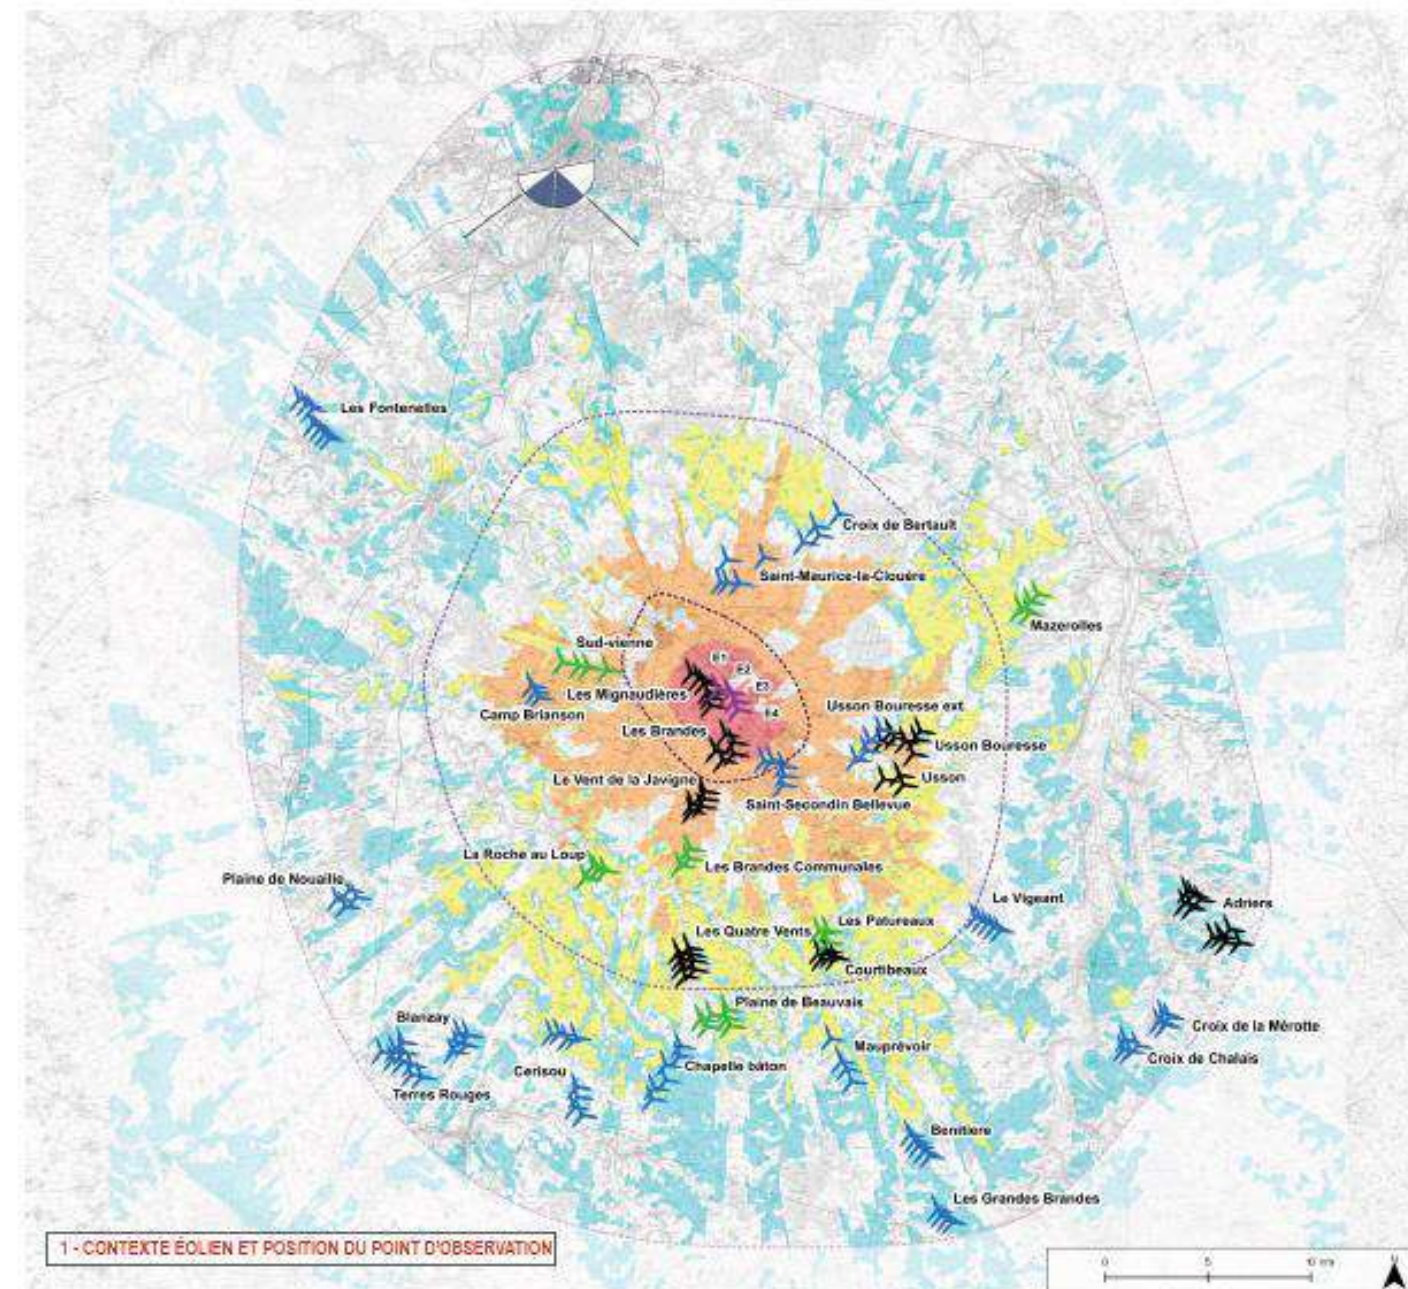 Les Fontenelles
Croix de Bertault
Saint-Maurice-la-Clouère
Mazerolles
Sud-vienne
E1
E2
E3
E4
Les Mignaudières
Camp Brianson
Les Brandes
Usson Bouresse ext
Usson Bouresse
Usson
Le Vent de la Javigne
Saint-Secondin Bellevue
La Roche au Loup
Les Brandes Communales
Plaine de Nouaille
Le Vigeant
Adriers
Les Patureaux
Les Quatre Vents
Courtibeaux
Plaine de Beauvais
Blanzay
Croix de la Mérotte
Mauprévoir
Croix de Chalais
Chapelle bâton
Cerisou
Terres Rouges
Benitiere
Les Grandes Brandes
1 - CONTEXTE ÉOLIEN ET POSITION DU POINT D'OBSERVATION
0 5 10